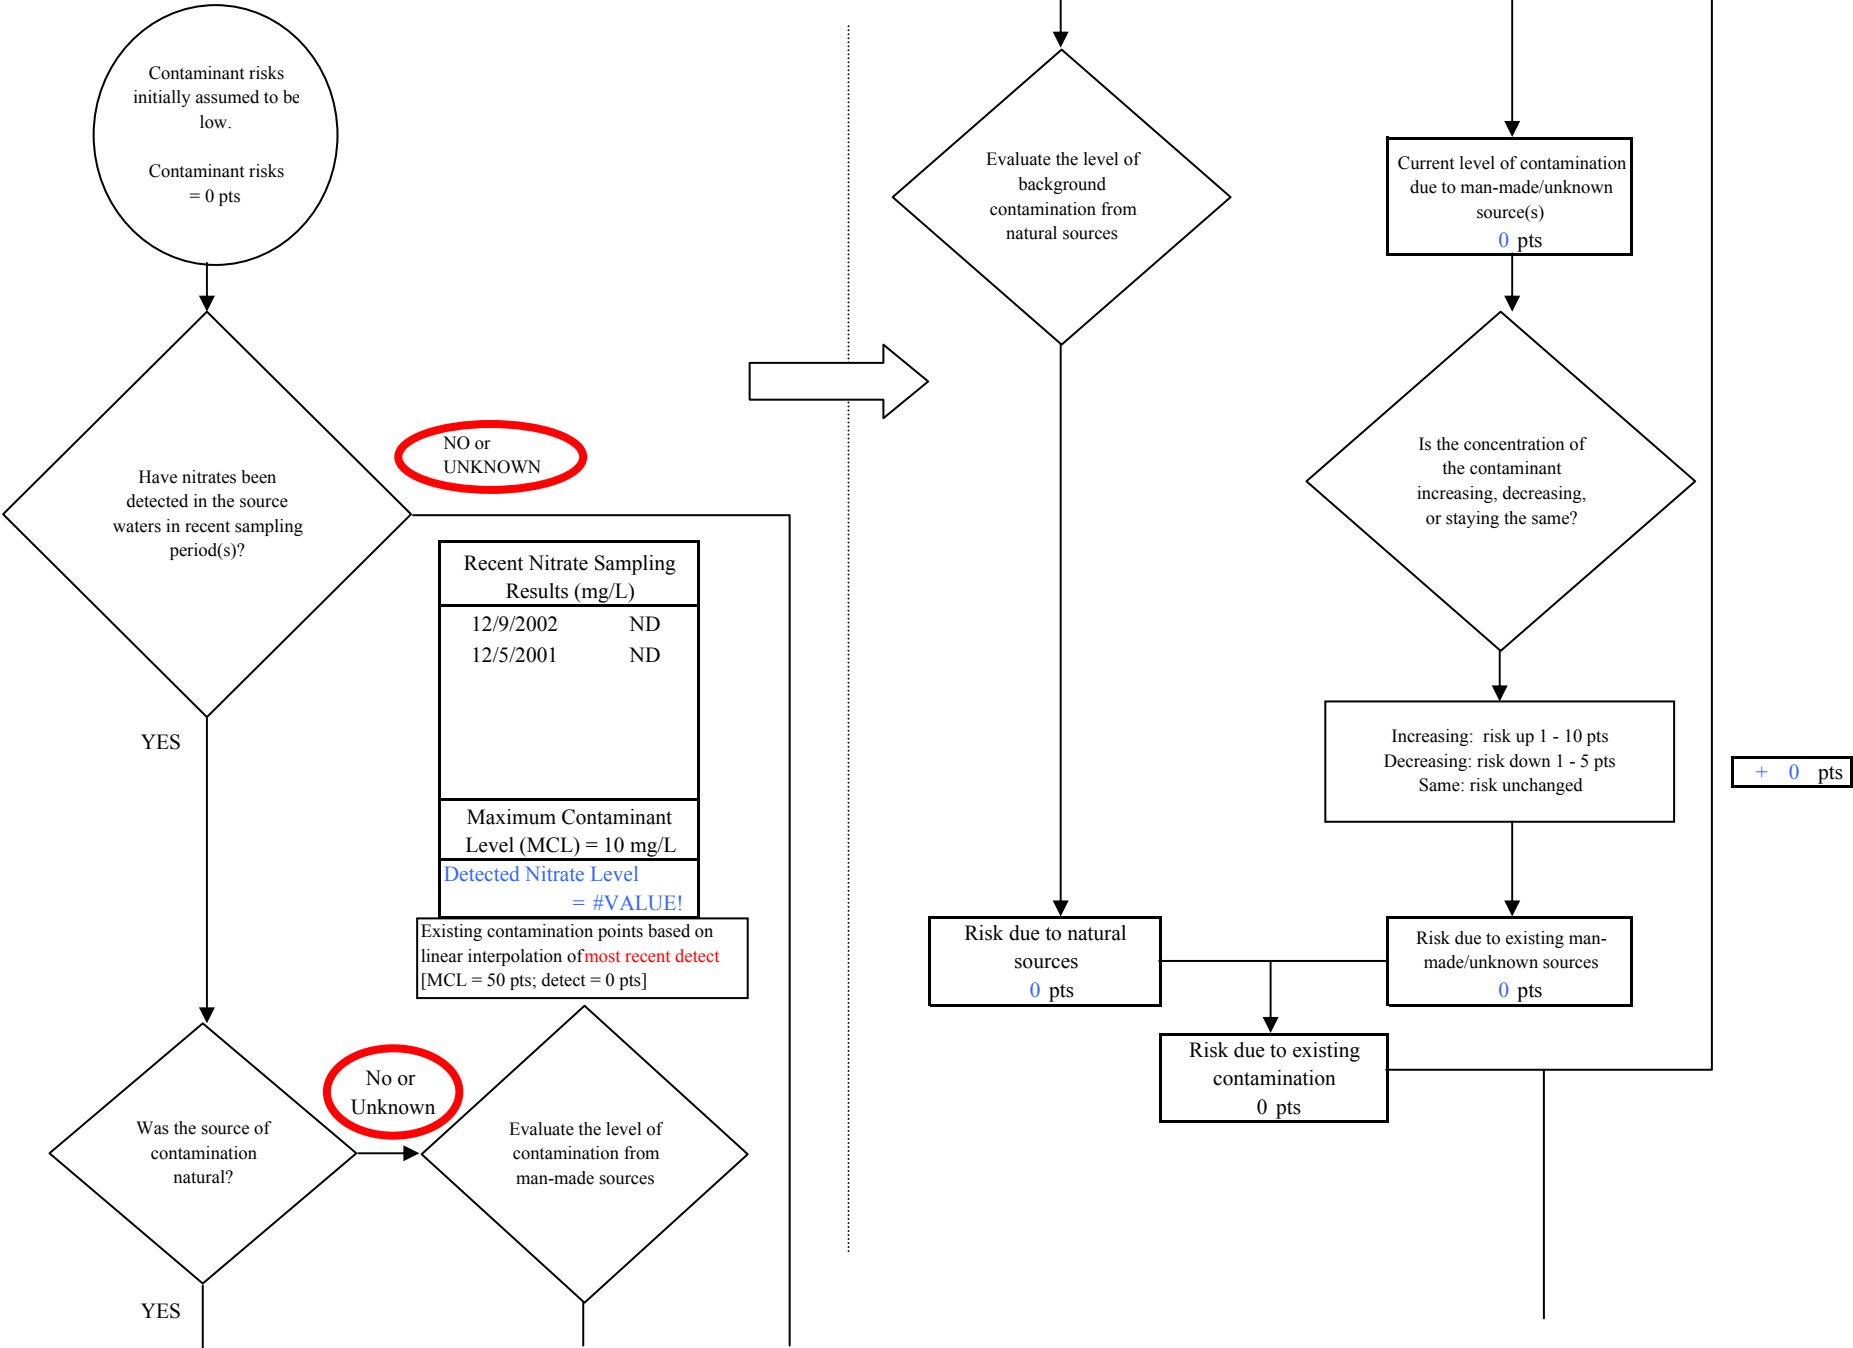 Contaminant risks
initially assumed to be
low.
Contaminant risks
= 0 pts
Have nitrates been
detected in the source
waters in recent sampling
period(s)?
NO or
UNKNOWN
YES
Recent Nitrate Sampling
Results (mg/L)
12/9/2002 ND
12/5/2001 ND
Maximum Contaminant
Level (MCL) = 10 mg/L
Detected Nitrate Level
= #VALUE!
Existing contamination points based on
linear interpolation of most recent detect
[MCL = 50 pts; detect = 0 pts]
Was the source of
contamination
natural?
No or
Unknown
YES
Evaluate the level of
contamination from
man-made sources
Evaluate the level of
background
contamination from
natural sources
Current level of contamination
due to man-made/unknown
source(s)
0 pts
Is the concentration of
the contaminant
increasing, decreasing,
or staying the same?
Increasing: risk up 1 - 10 pts
Decreasing: risk down 1 - 5 pts
Same: risk unchanged
+ 0 pts
Risk due to natural
sources
0 pts
Risk due to existing man-
made/unknown sources
0 pts
Risk due to existing
contamination
0 pts